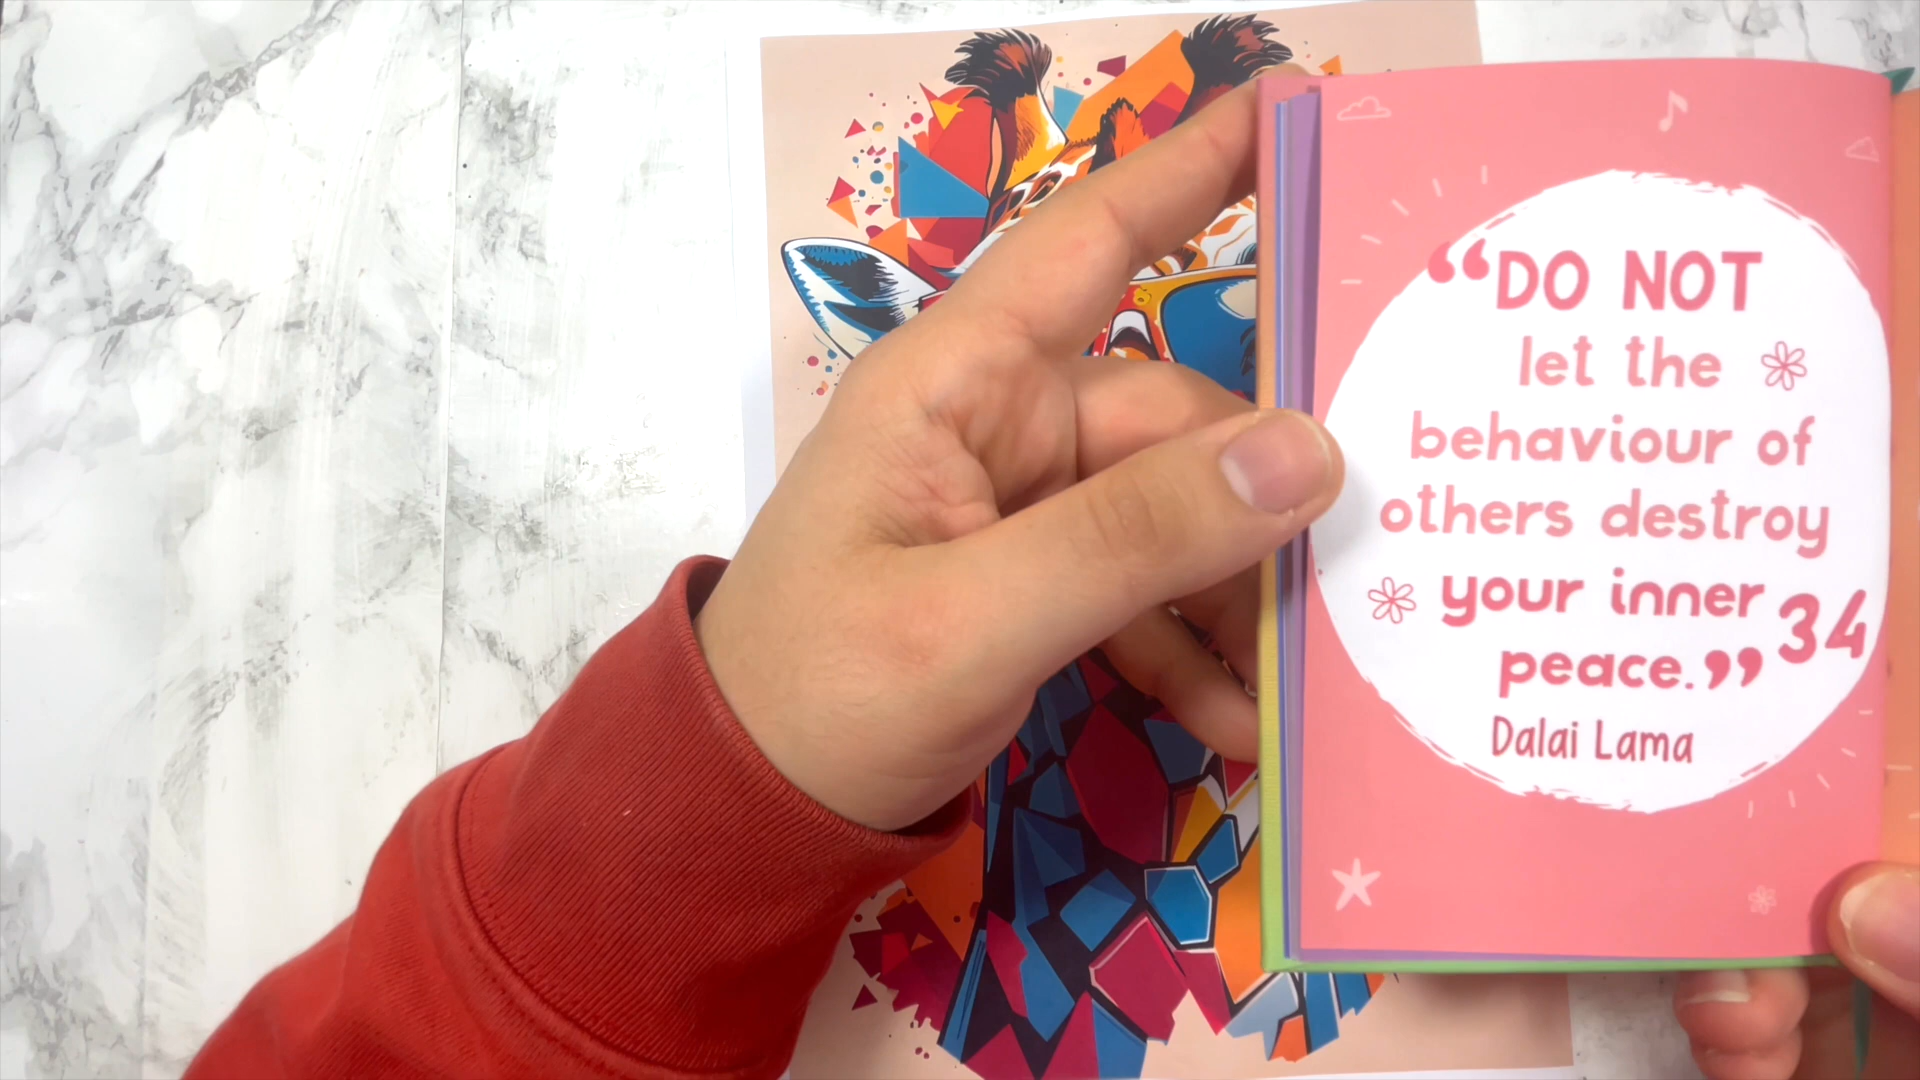 “DO NOT
let the
behaviour of
others destroy
your inner
peace.”
34
Dalai Lama